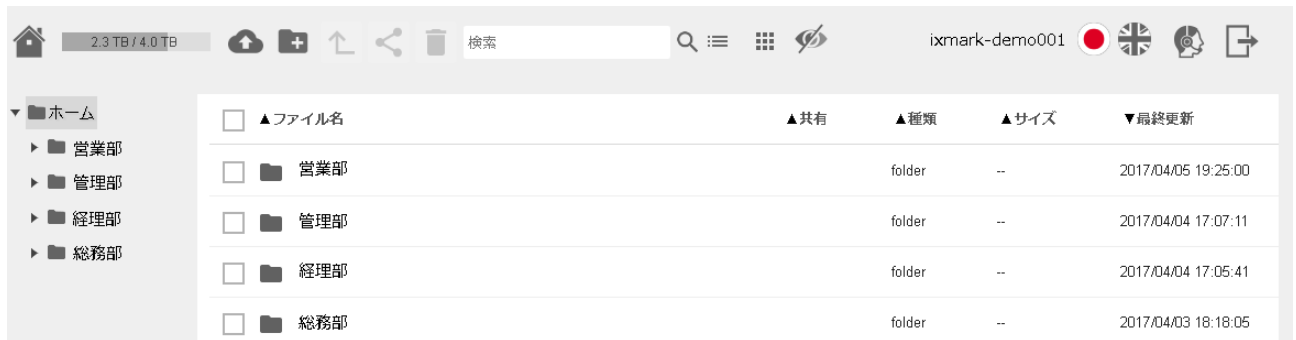 2.3 TB / 4.0 TB 検索 ixmark-demo001
▼ホーム
▶ 営業部
▶ 管理部
▶ 経理部
▶ 総務部
▲ファイル名 ▲共有 ▲種類 ▲サイズ ▼最終更新
営業部 folder -- 2017/04/05 19:25:00
管理部 folder -- 2017/04/04 17:07:11
経理部 folder -- 2017/04/04 17:05:41
総務部 folder -- 2017/04/03 18:18:05